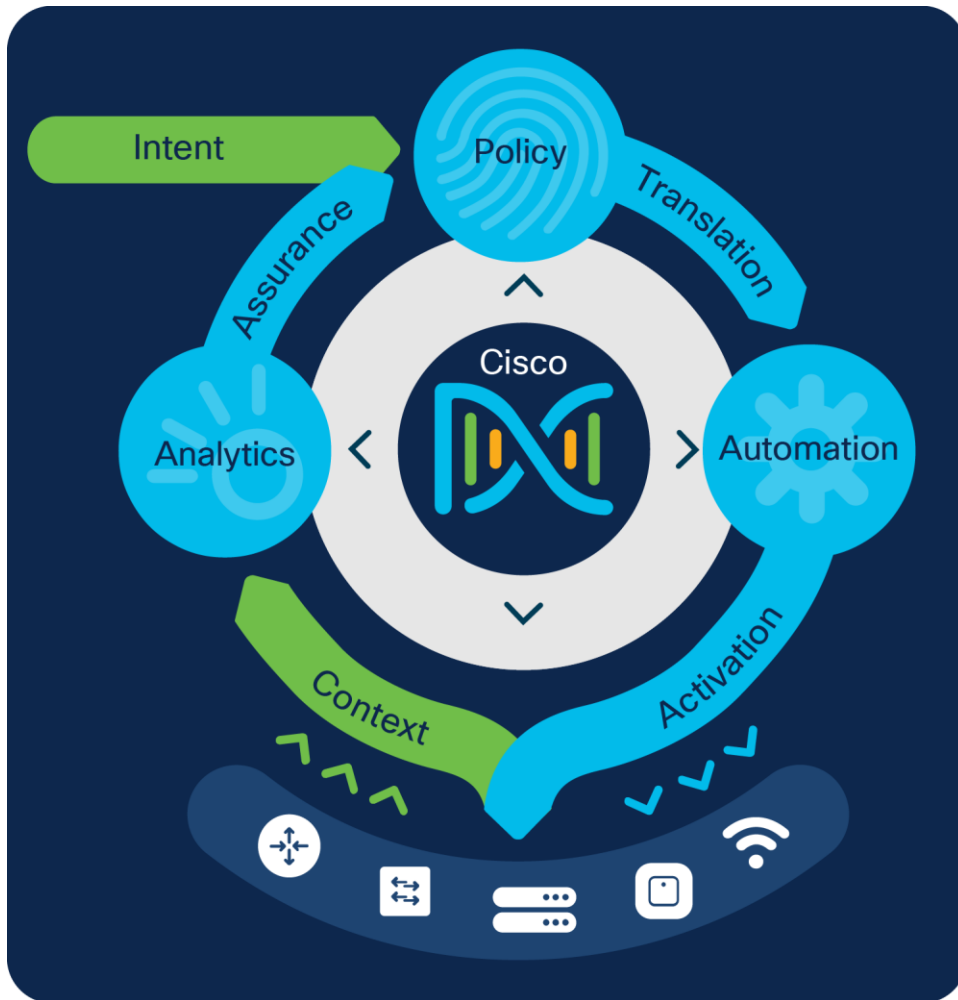 Intent
Policy
Translation
Assurance
Cisco
Analytics
Automation
Context
Activation